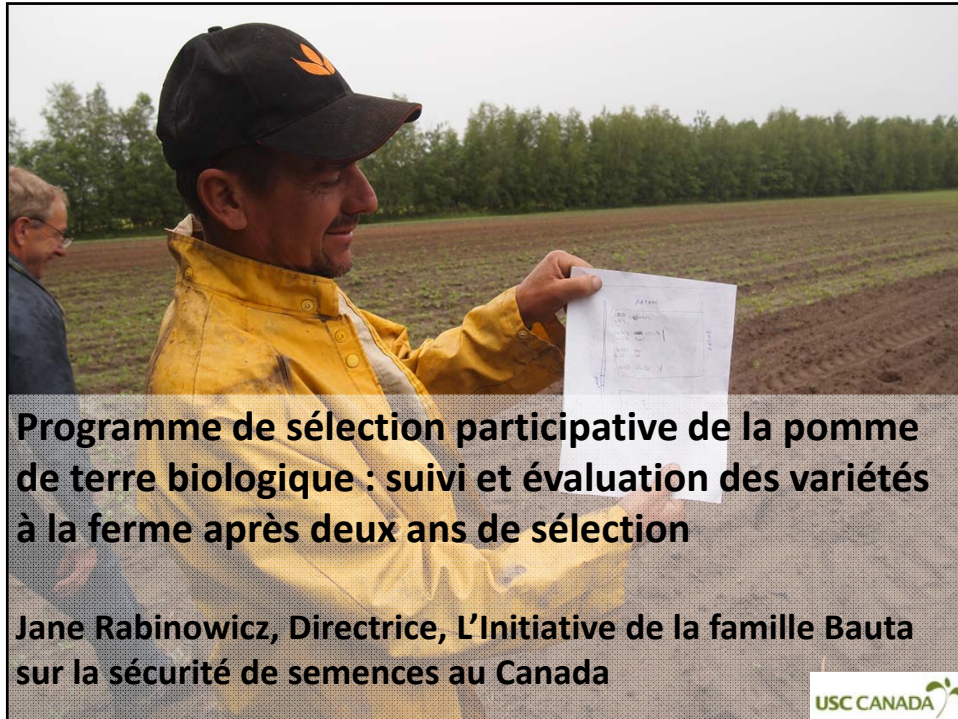 Programme de sélection participative de la pomme
de terre biologique : suivi et évaluation des variétés
à la ferme après deux ans de sélection
Jane Rabinowicz, Directrice, L’Initiative de la famille Bauta
sur la sécurité de semences au Canada
USC CANADA